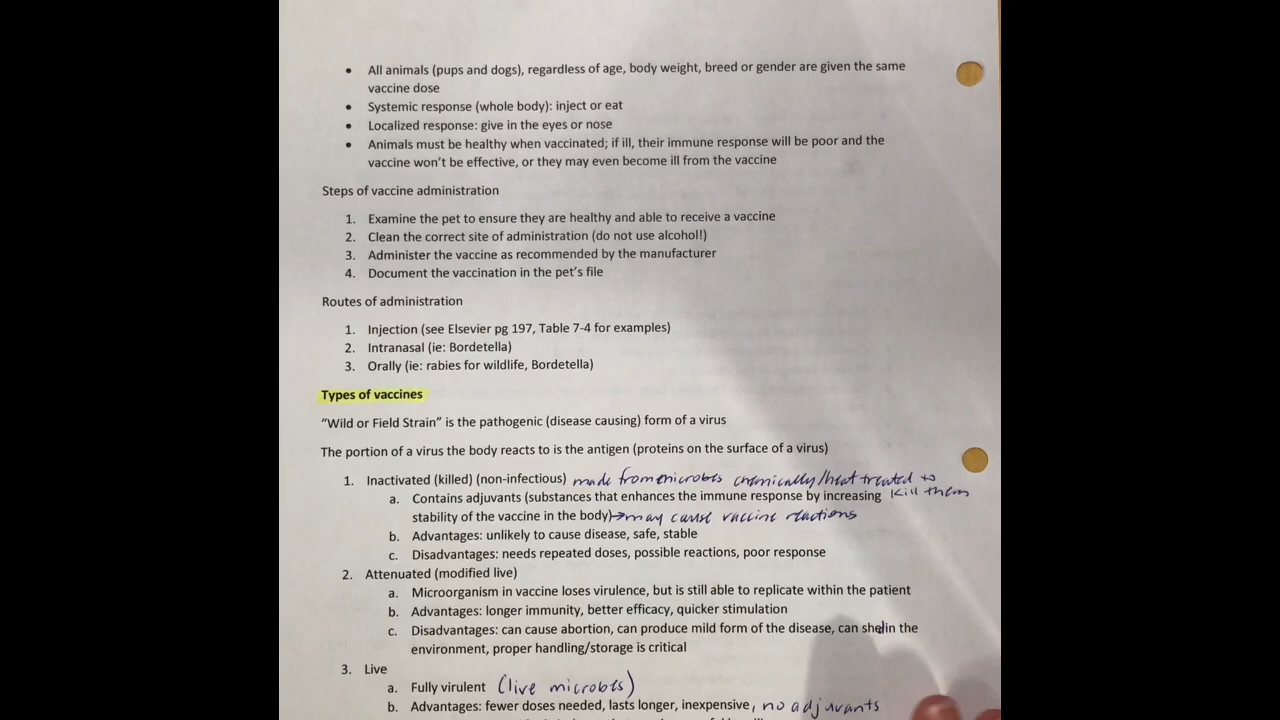 • All animals (pups and dogs), regardless of age, body weight, breed or gender are given the same
vaccine dose
• Systemic response (whole body): inject or eat
• Localized response: give in the eyes or nose
• Animals must be healthy when vaccinated; if ill, their immune response will be poor and the
vaccine won't be effective, or they may even become ill from the vaccine
Steps of vaccine administration
1. Examine the pet to ensure they are healthy and able to receive a vaccine
2. Clean the correct site of administration (do not use alcohol!)
3. Administer the vaccine as recommended by the manufacturer
4. Document the vaccination in the pet's file
Routes of administration
1. Injection (see Elsevier pg 197, Table 7-4 for examples)
2. Intranasal (ie: Bordetella)
3. Orally (ie: rabies for wildlife, Bordetella)
Types of vaccines
"Wild or Field Strain" is the pathogenic (disease causing) form of a virus
The portion of a virus the body reacts to is the antigen (proteins on the surface of a virus)
1. Inactivated (killed) (non-infectious) made from microbes chemically/heat treated to
a. Contains adjuvants (substances that enhances the immune response by increasing kill them
stability of the vaccine in the body)→may cause vaccine reactions
b. Advantages: unlikely to cause disease, safe, stable
c. Disadvantages: needs repeated doses, possible reactions, poor response
2. Attenuated (modified live)
a. Microorganism in vaccine loses virulence, but is still able to replicate within the patient
b. Advantages: longer immunity, better efficacy, quicker stimulation
c. Disadvantages: can cause abortion, can produce mild form of the disease, can shed in the
environment, proper handling/storage is critical
3. Live
a. Fully virulent (live microbes)
b. Advantages: fewer doses needed, lasts longer, inexpensive, no adjuvants